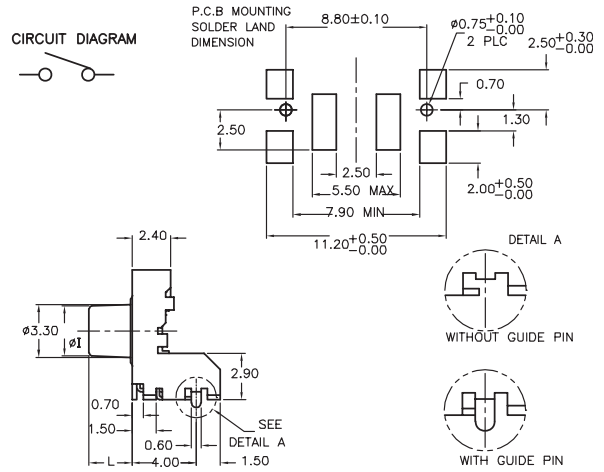 P.C.B MOUNTING
SOLDER LAND
DIMENSION
CIRCUIT DIAGRAM
8.80±0.10
ø0.75+0.10
-0.00
2 PLC
2.50+0.30
-0.00
0.70
1.30
2.50
2.50
5.50 MAX
2.00+0.50
-0.00
7.90 MIN
11.20+0.50
-0.00
2.40
DETAIL A
ø3.30
øI
WITHOUT GUIDE PIN
2.90
0.70
1.50
SEE
DETAIL A
0.60
L
4.00
1.50
WITH GUIDE PIN